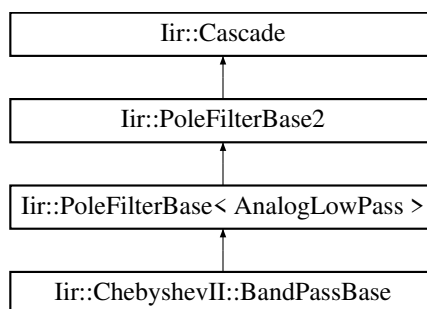 Iir::Cascade
Iir::PoleFilterBase2
Iir::PoleFilterBase< AnalogLowPass >
Iir::ChebyshevII::BandPassBase